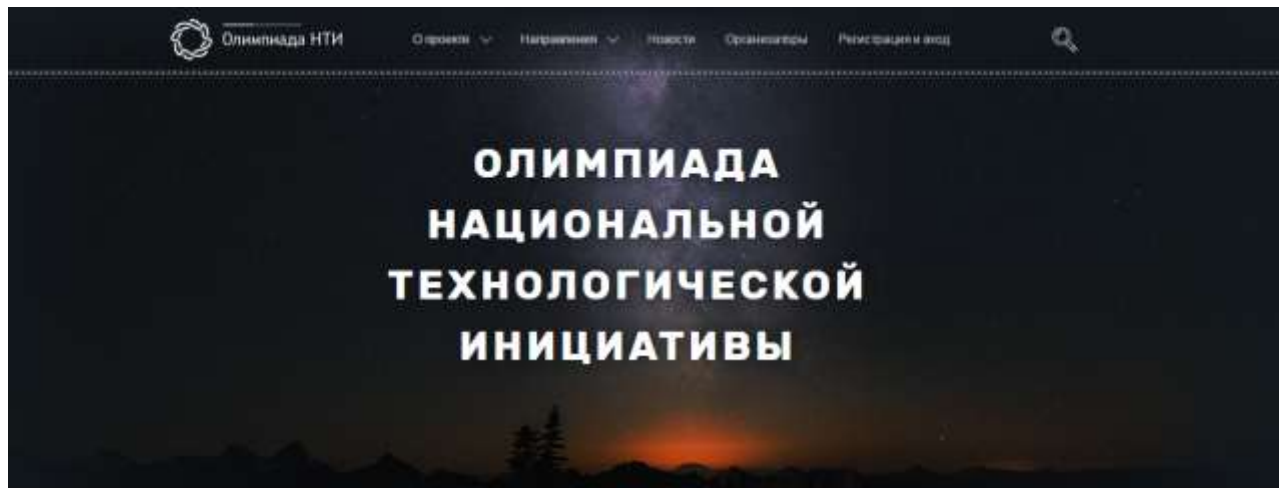 Олимпиада НТИ
О проекте
Направления
Новости
Организаторы
Регистрация и вход
ОЛИМПИАДА
НАЦИОНАЛЬНОЙ
ТЕХНОЛОГИЧЕСКОЙ
ИНИЦИАТИВЫ